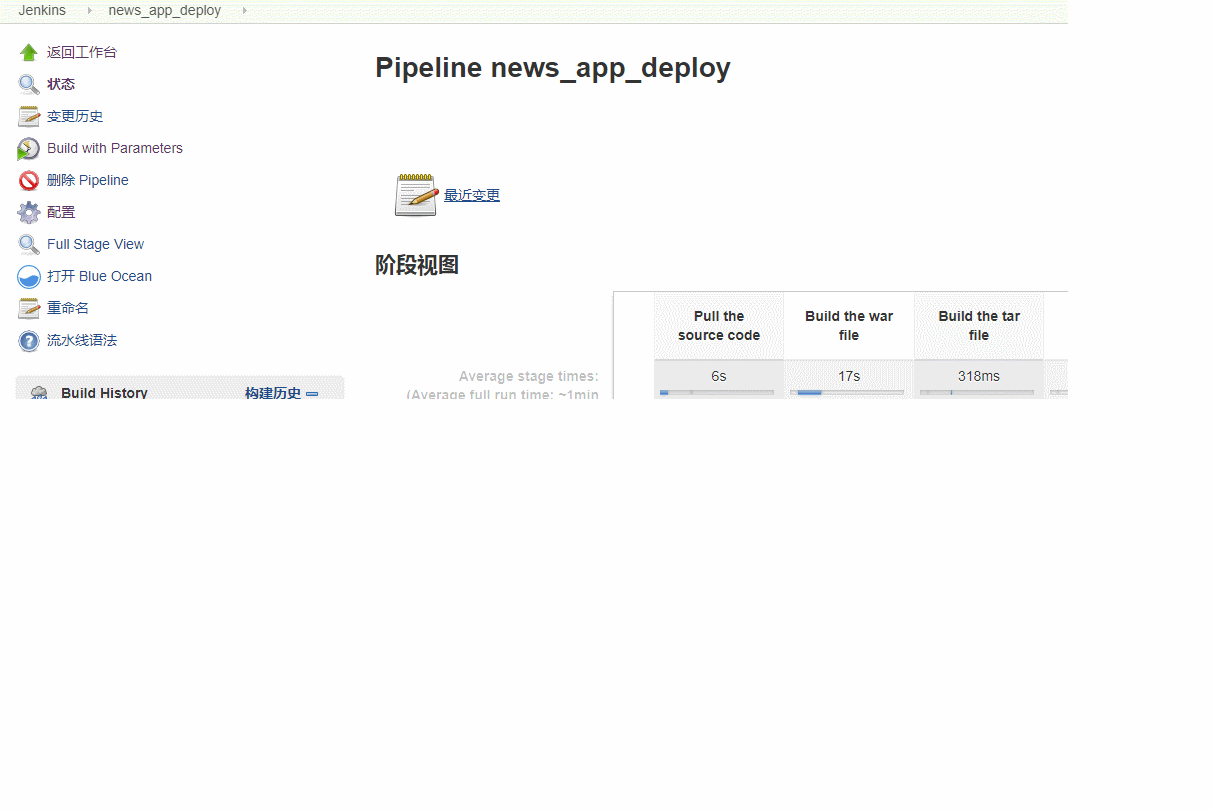 Jenkins news_app_deploy
返回工作台
状态
变更历史
Build with Parameters
删除 Pipeline
配置
Full Stage View
打开 Blue Ocean
重命名
流水线语法
Build History 构建历史
Pipeline news_app_deploy
最近变更
阶段视图
Pull the
source code
Build the war
file
Build the tar
file
Average stage times:
(Average full run time: ~1min
6s
17s
318ms